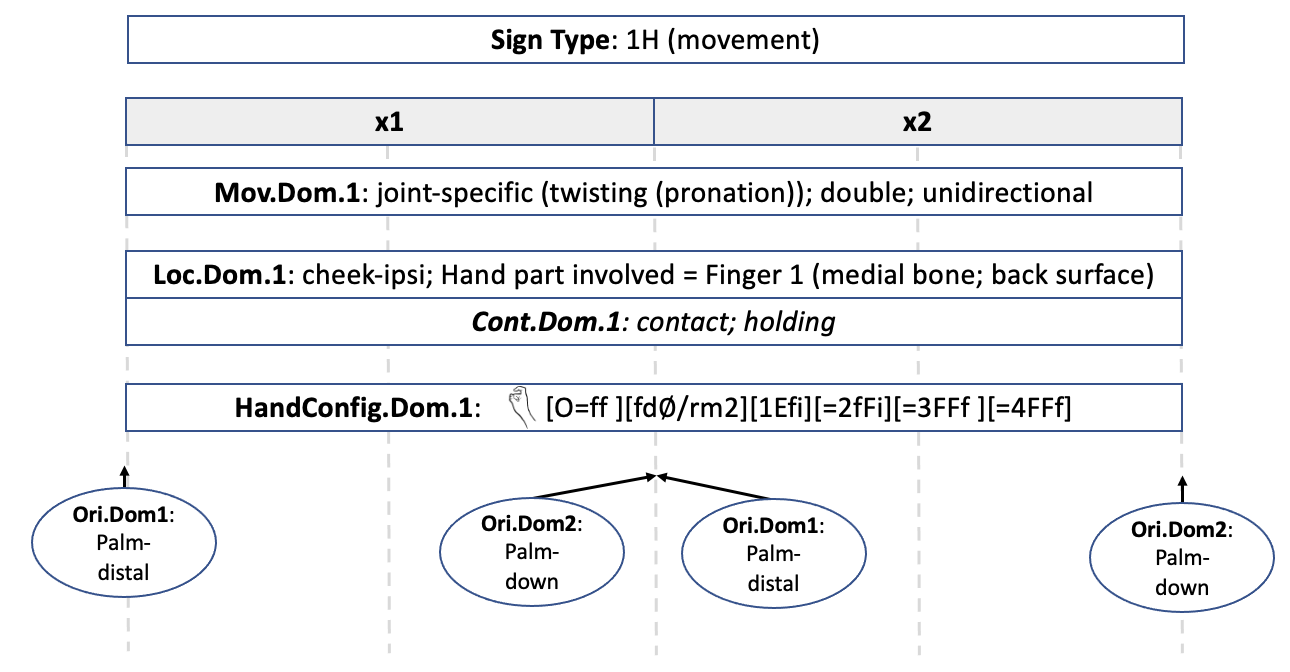 Sign Type: 1H (movement)
x1
x2
Mov.Dom.1: joint-specific (twisting (pronation)); double; unidirectional
Loc.Dom.1: cheek-ipsi; Hand part involved = Finger 1 (medial bone; back surface)
Cont.Dom.1: contact; holding
HandConfig.Dom.1: [O=ff ][fdØ/rm2][1Efi][=2fFi][=3FFf ][=4FFf]
Ori.Dom1:
Palm-
distal
Ori.Dom2:
Palm-
down
Ori.Dom1:
Palm-
distal
Ori.Dom2:
Palm-
down